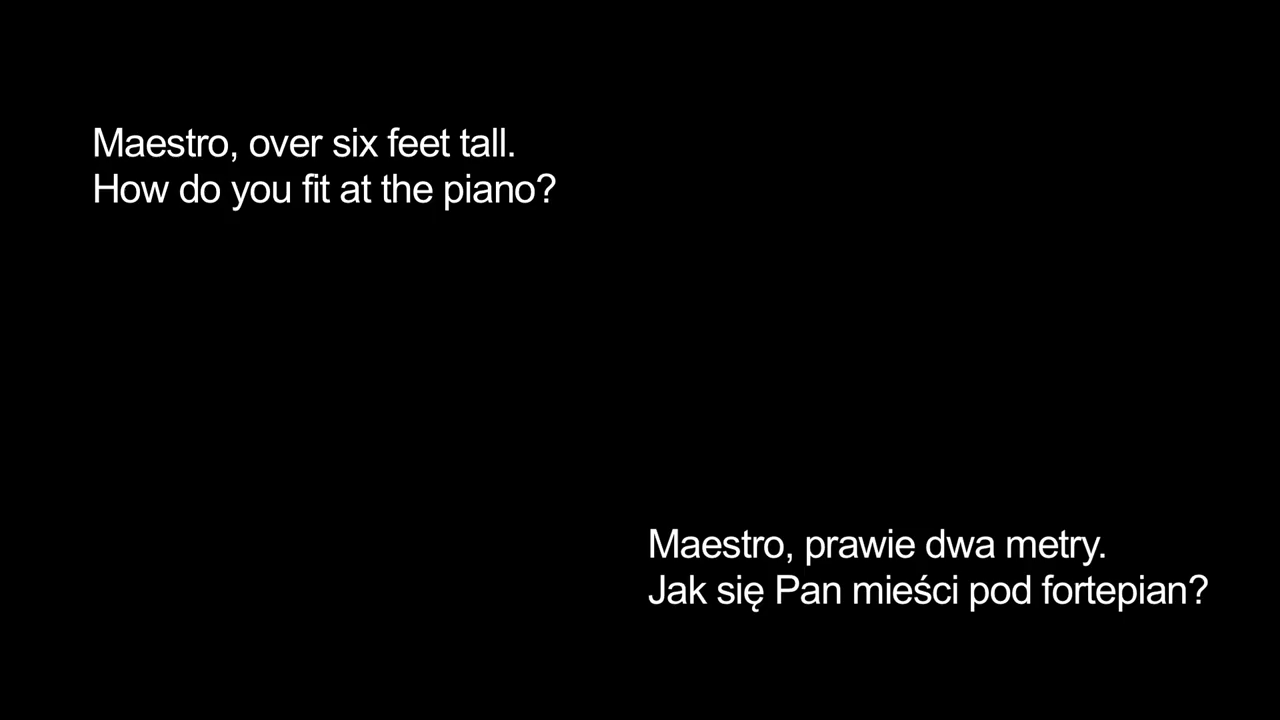 Maestro, over six feet tall.
How do you fit at the piano?
Maestro, prawie dwa metry.
Jak się Pan mieści pod fortepian?